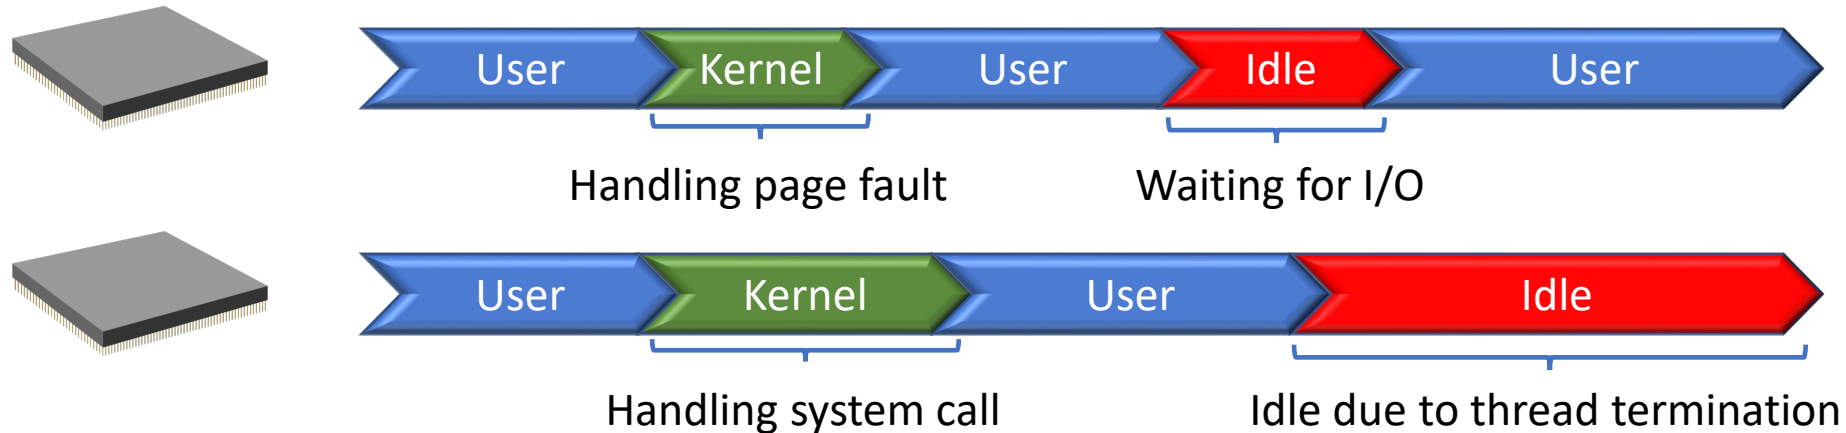 User Kernel User Idle User
Handling page fault Waiting for I/O
User Kernel User Idle
Handling system call Idle due to thread termination